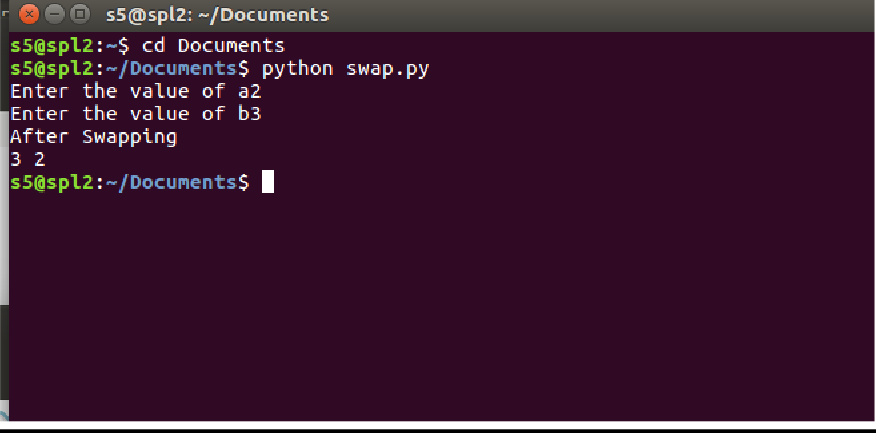 s5@spl2: ~/Documents
s5@spl2:~$ cd Documents
s5@spl2:~/Documents$ python swap.py
Enter the value of a2
Enter the value of b3
After Swapping
3 2
s5@spl2:~/Documents$